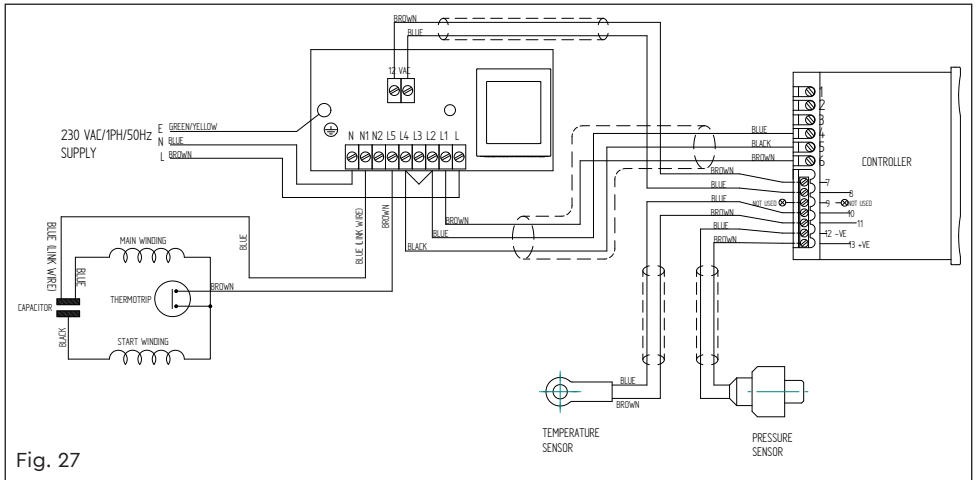 BROWN
BLUE
12 VAC
230 VAC/1PH/50Hz
SUPPLY
E GREEN/YELLOW
N BLUE
L BROWN
N N1 N2 L5 L4 L3 L2 L1 L
1
2
3
BLUE 4
BLACK 5
BROWN 6
CONTROLLER
BROWN 7
BLUE 8
NOT USED 9 NOT USED
BLUE 10
BROWN 11
BLUE 12 -VE
BROWN 13 +VE
BROWN
BLUE
BLACK
BLUE (LINK WIRE)
BROWN
BLUE
BLUE (LINK WIRE)
BLUE
MAIN WINDING
BROWN
THERMOTRIP
CAPACITOR
BLACK
START WINDING
BLUE
BROWN
TEMPERATURE
SENSOR
PRESSURE
SENSOR
Fig. 27